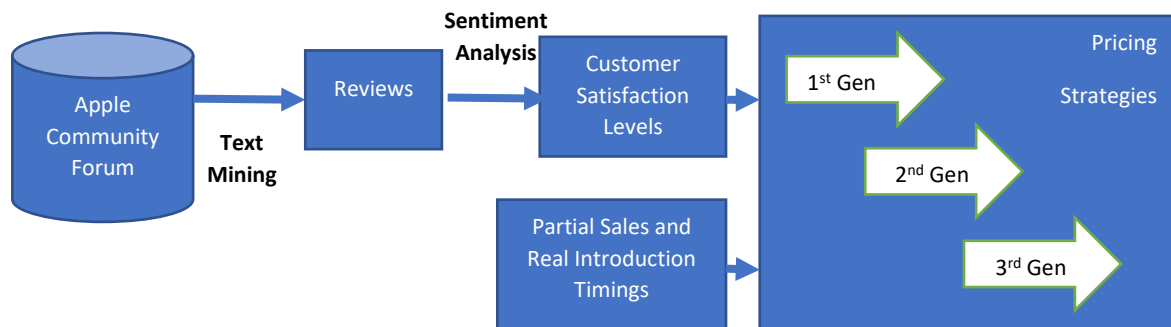 Apple
Community
Forum
Text
Mining
Reviews
Sentiment
Analysis
Customer
Satisfaction
Levels
Partial Sales and
Real Introduction
Timings
Pricing
Strategies
1st Gen
2nd Gen
3rd Gen